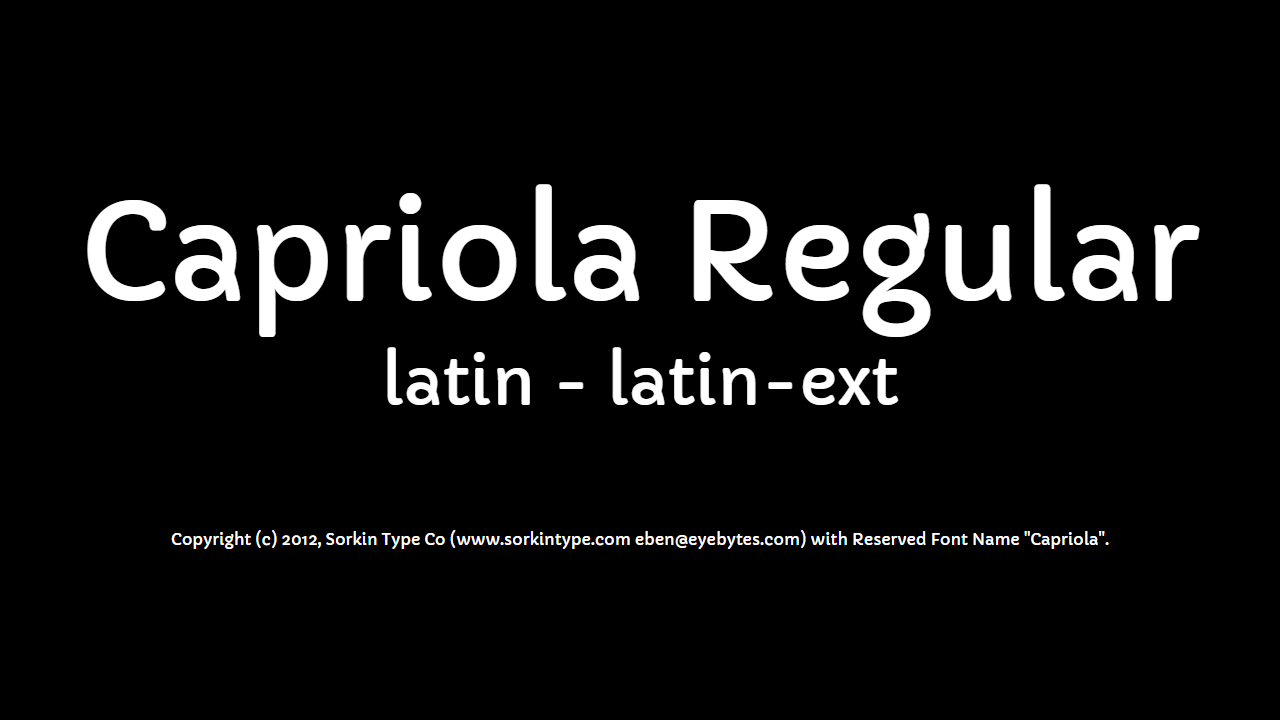 Capriola Regular
latin - latin-ext
Copyright (c) 2012, Sorkin Type Co (www.sorkintype.com eben@eyebytes.com) with Reserved Font Name "Capriola".